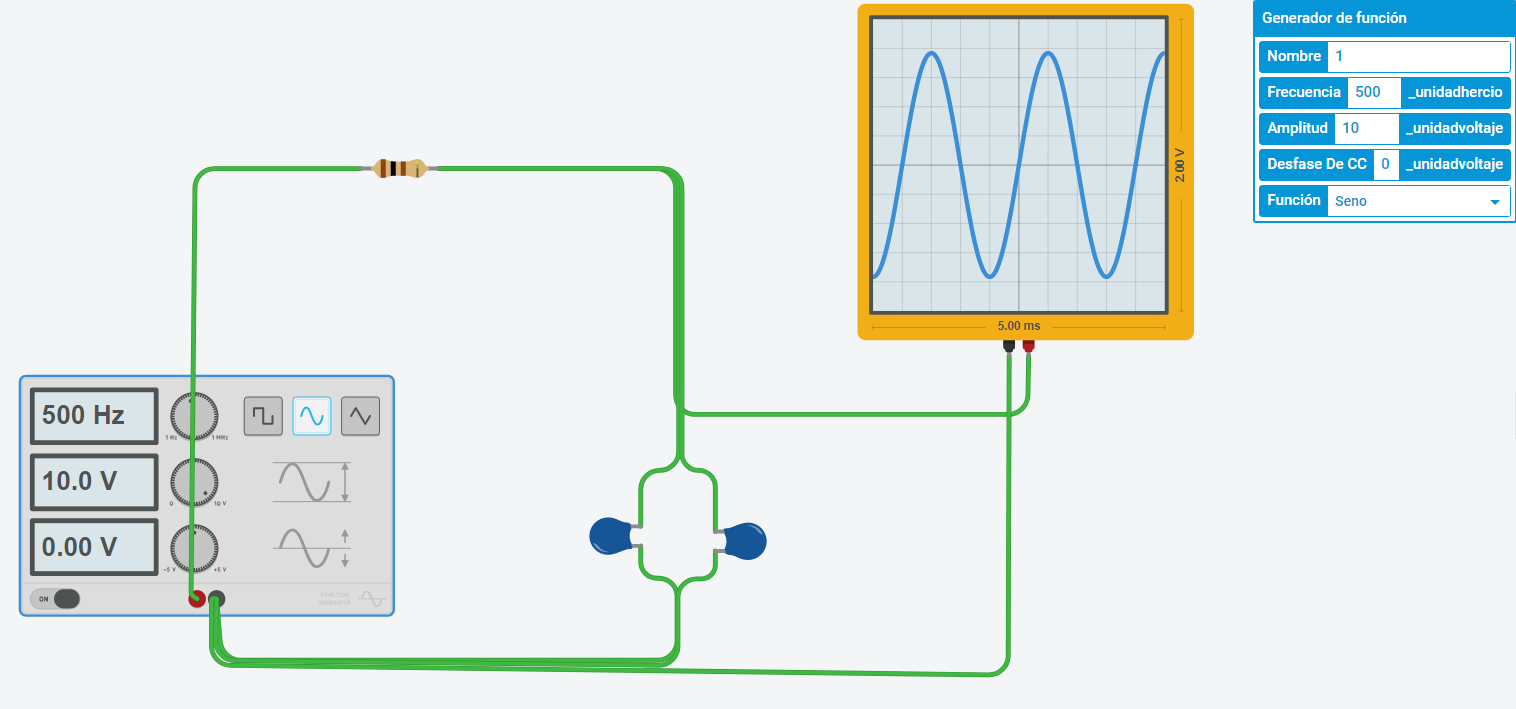 Generador de función
Nombre 1
Frecuencia 500 _unidadhercio
Amplitud 10 _unidadvoltaje
Desfase De CC 0 _unidadvoltaje
Función Seno
2.00 V
5.00 ms
500 Hz
1 Hz 1 MHz
10.0 V
0 10 V
0.00 V
-5 V +5 V
ON
FUNCTION
GENERATOR